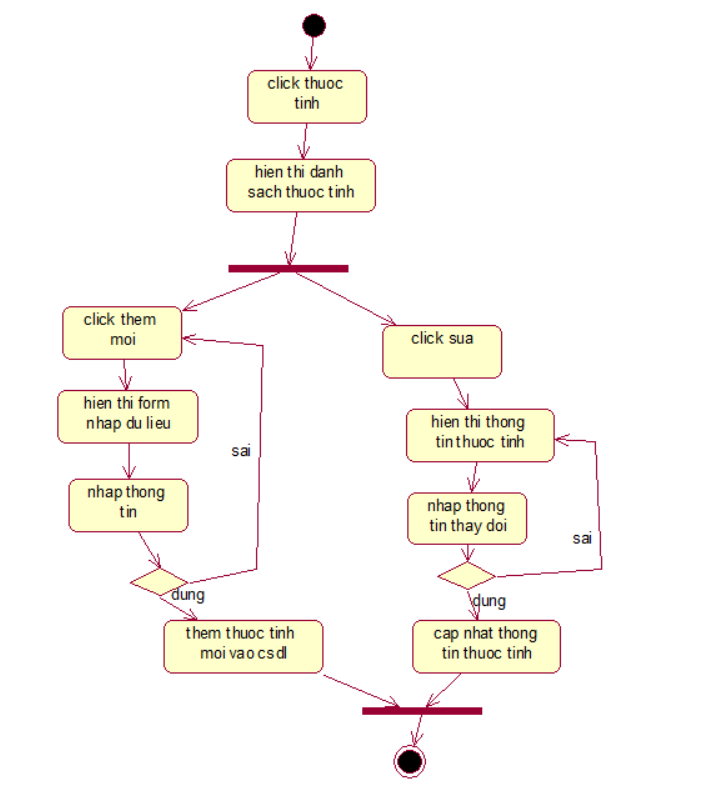 click thuoc
tinh
hien thi danh
sach thuoc tinh
click them
moi
hien thi form
nhap du lieu
sai
nhap thong
tin
dung
them thuoc tinh
moi vao csdl
click sua
hien thi thong
tin thuoc tinh
nhap thong
tin thay doi
sai
dung
cap nhat thong
tin thuoc tinh